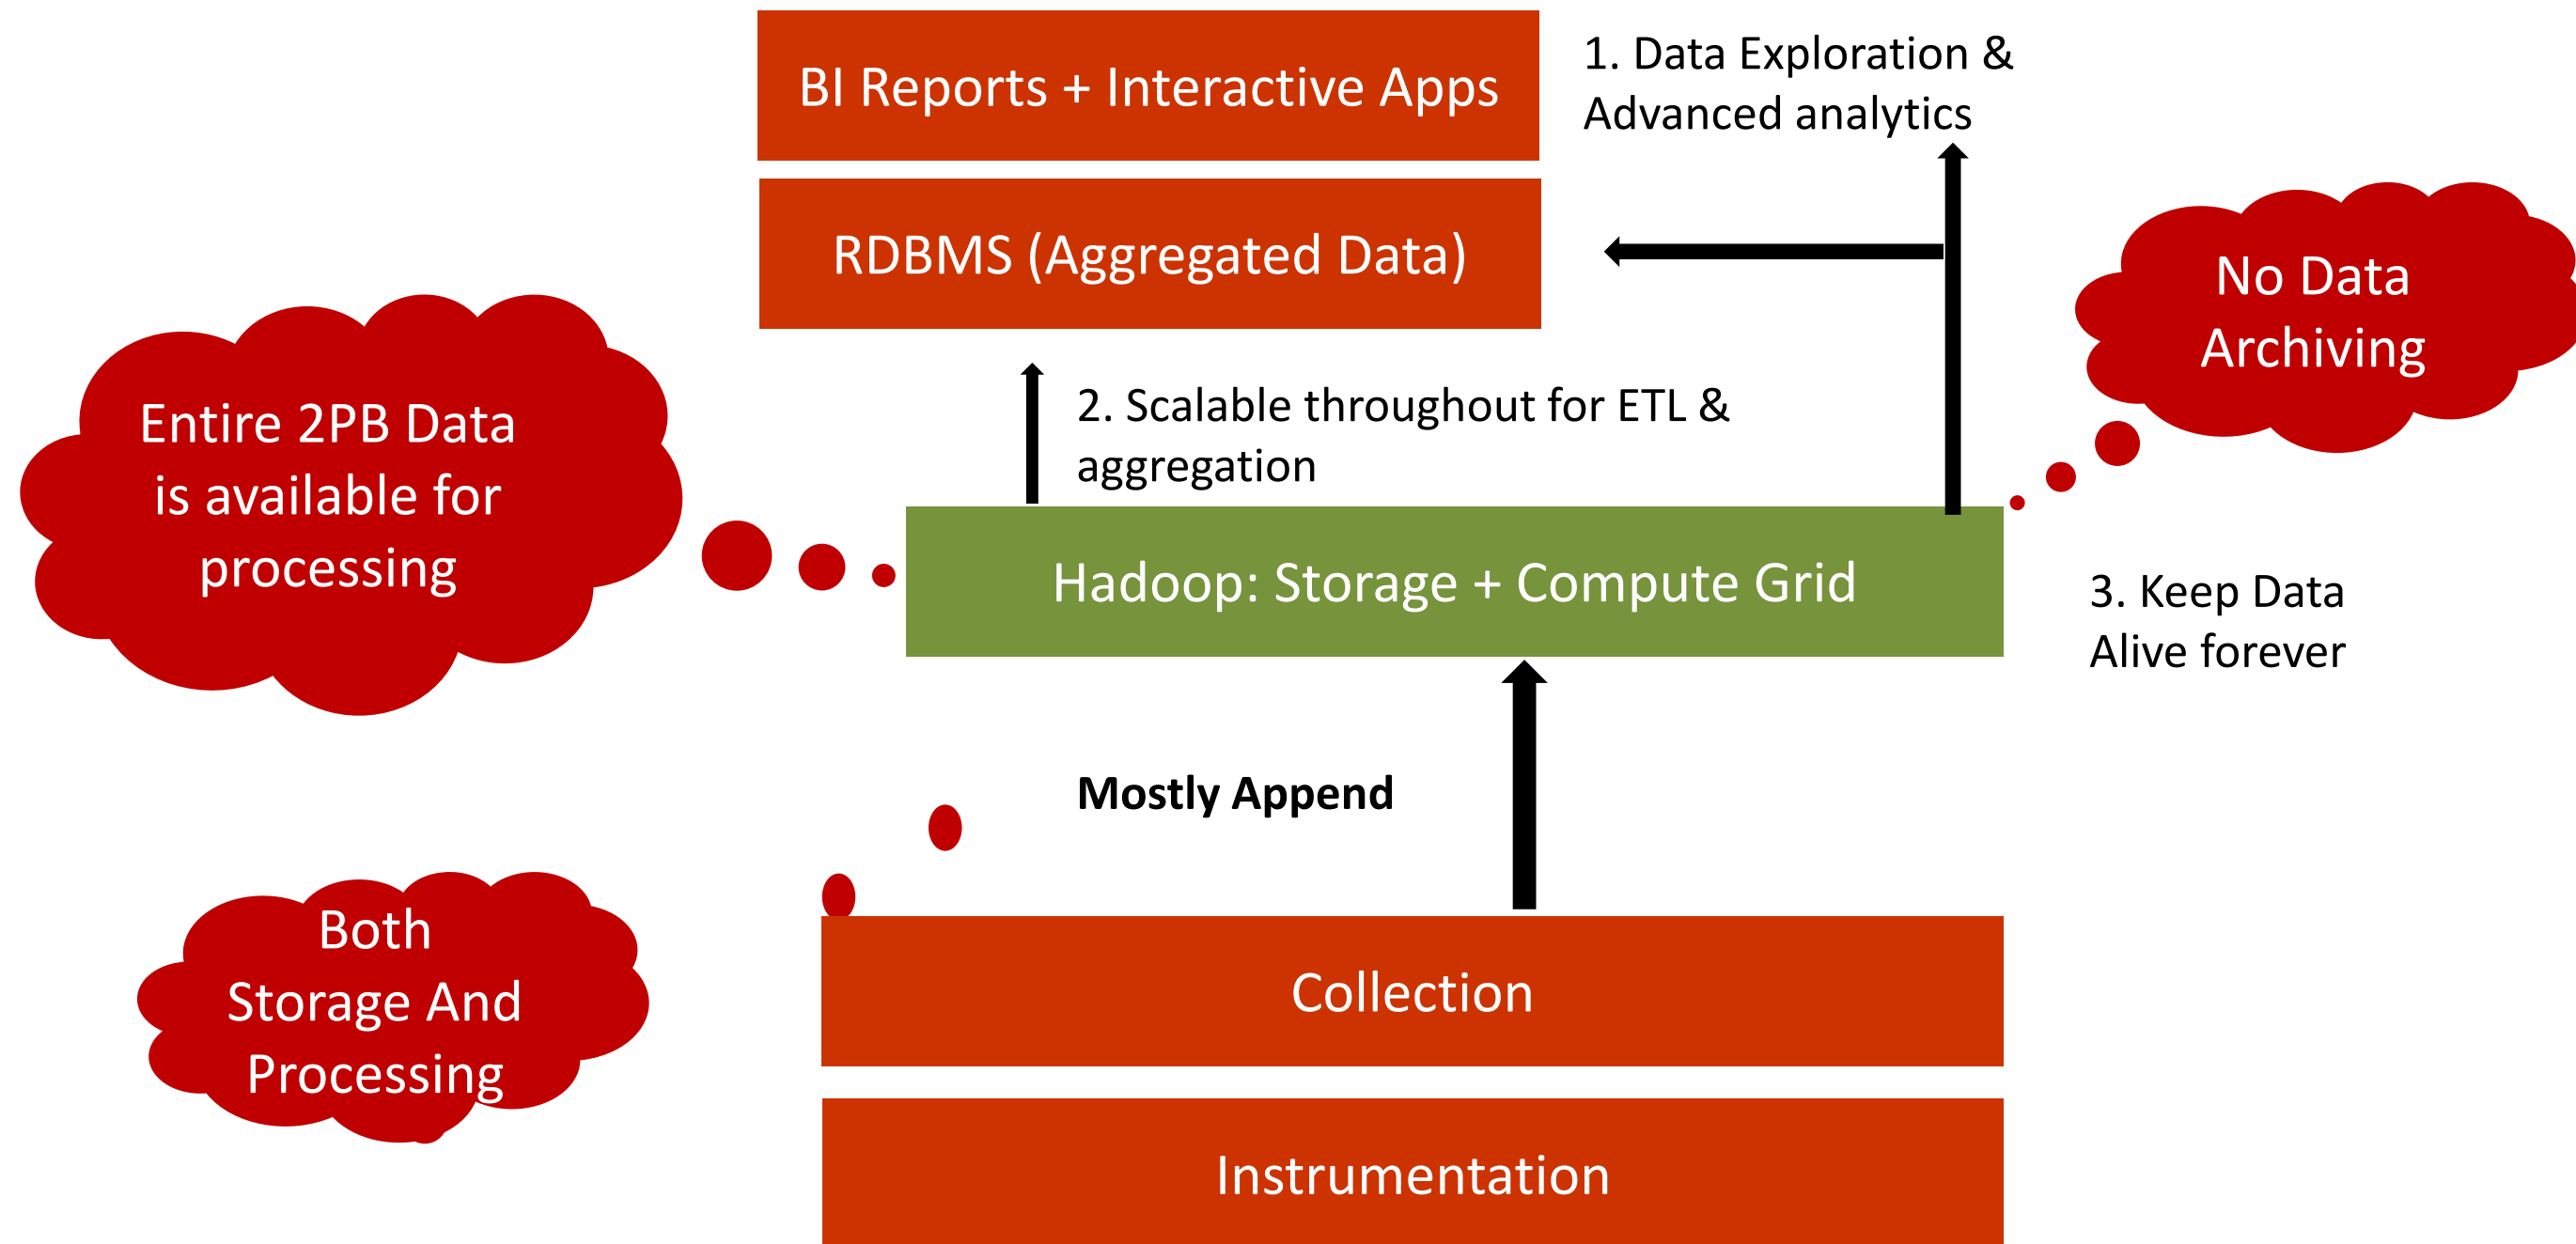 BI Reports + Interactive Apps
1. Data Exploration &
Advanced analytics
RDBMS (Aggregated Data)
No Data
Archiving
Entire 2PB Data
is available for
processing
2. Scalable throughout for ETL &
aggregation
Hadoop: Storage + Compute Grid
3. Keep Data
Alive forever
Mostly Append
Both
Storage And
Processing
Collection
Instrumentation